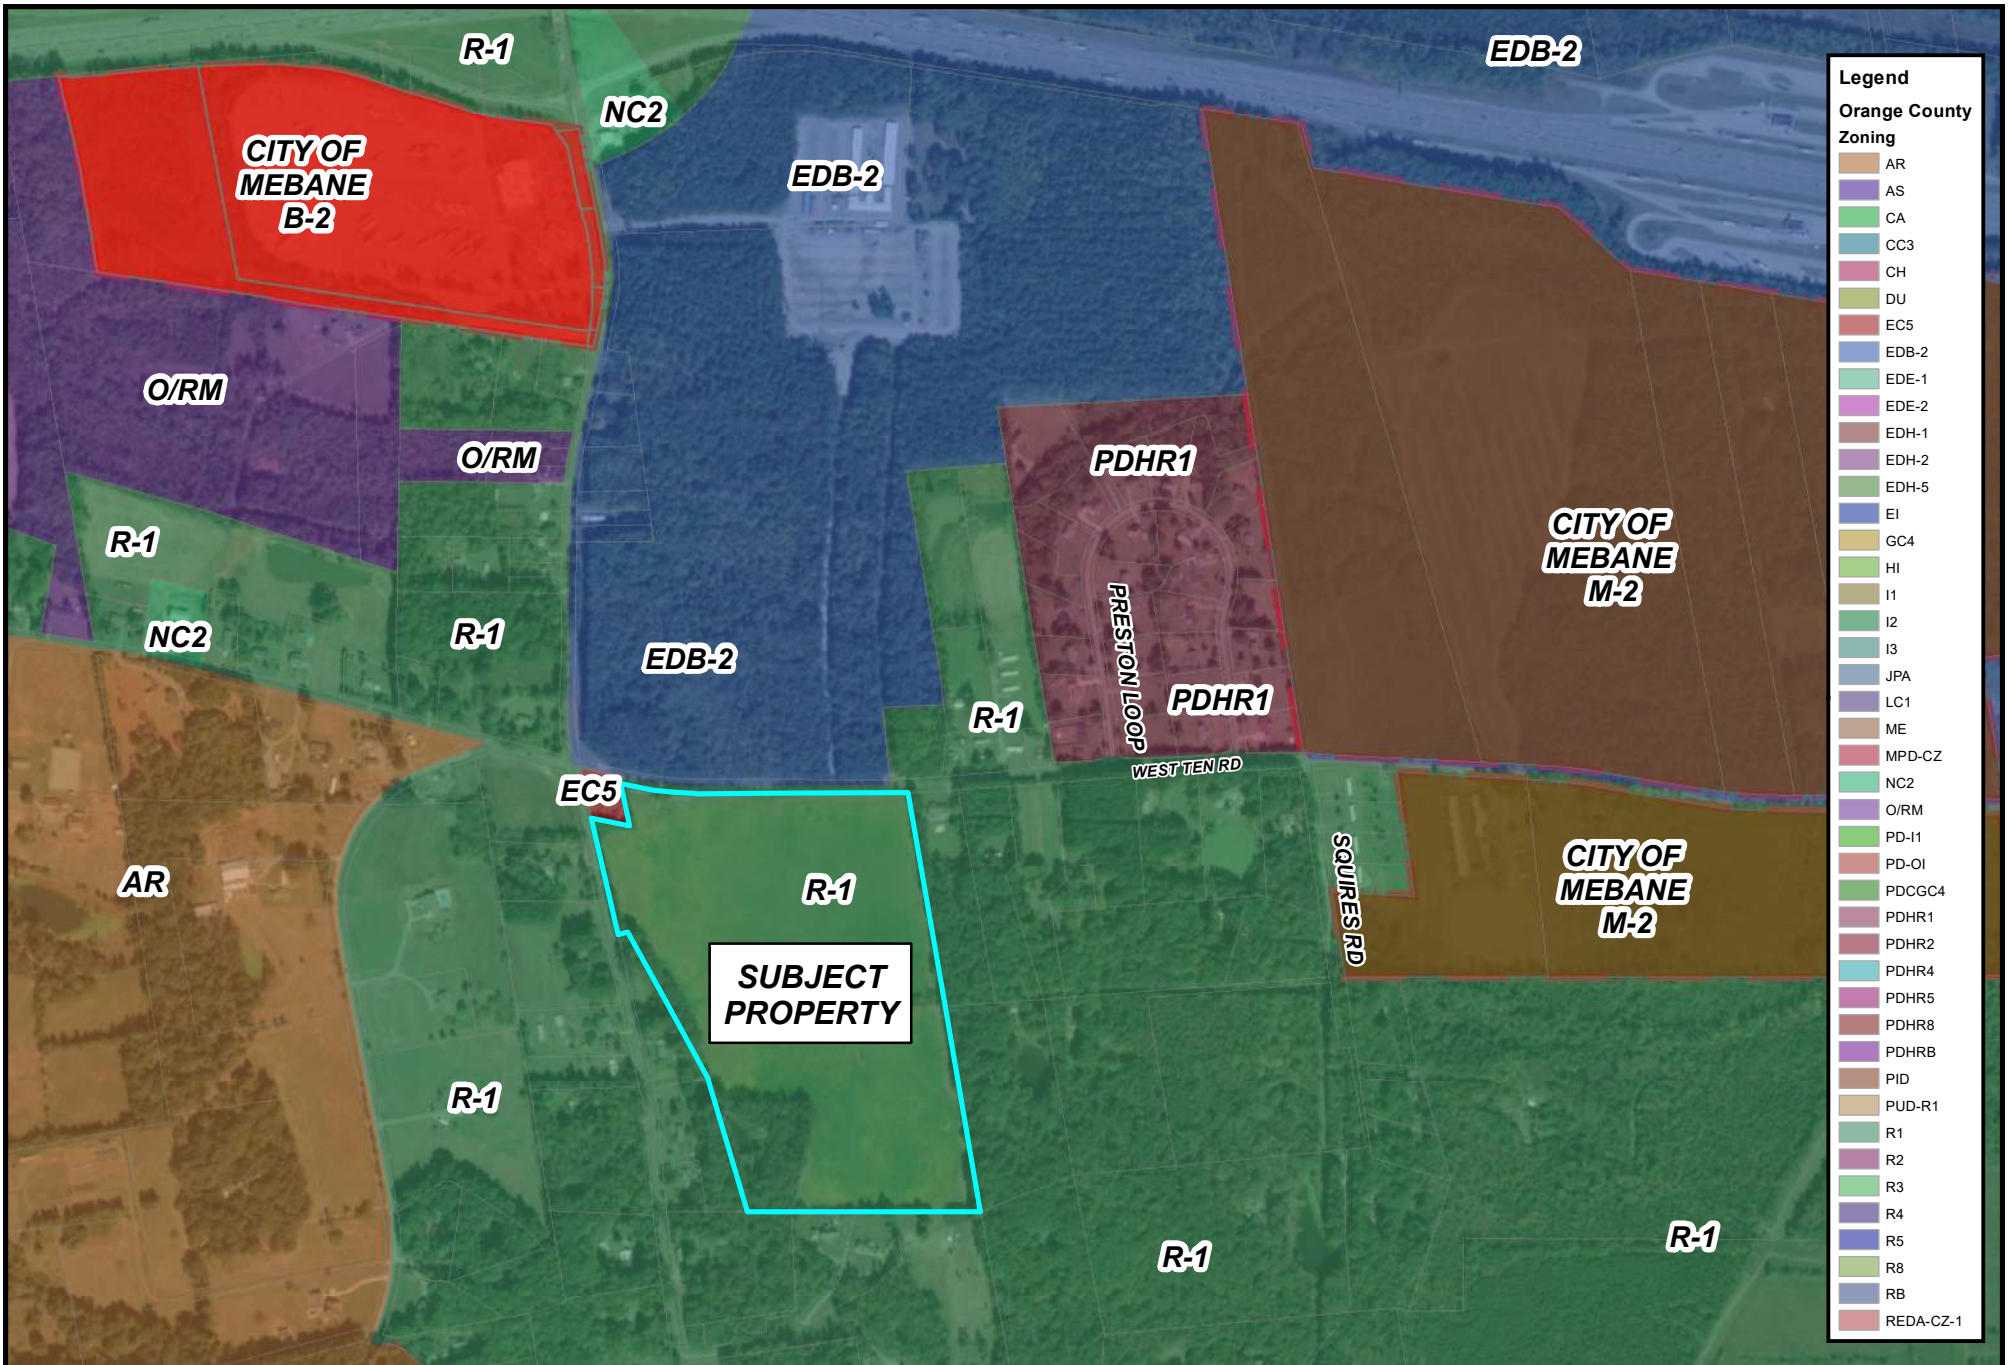 R-1
EDB-2
NC2
CITY OF
MEBANE
B-2
EDB-2
O/RM
O/RM
PDHR1
R-1
CITY OF
MEBANE
M-2
NC2
R-1
EDB-2
PRESTON LOOP
PDHR1
R-1
WEST TEN RD
EC5
AR
R-1
SQUIRES RD
CITY OF
MEBANE
M-2
SUBJECT
PROPERTY
R-1
R-1
R-1
Legend
Orange County
Zoning
AR
AS
CA
CC3
CH
DU
EC5
EDB-2
EDE-1
EDE-2
EDH-1
EDH-2
EDH-5
EI
GC4
HI
I1
I2
I3
JPA
LC1
ME
MPD-CZ
NC2
O/RM
PD-I1
PD-OI
PDCGC4
PDHR1
PDHR2
PDHR4
PDHR5
PDHR8
PDHRB
PID
PUD-R1
R1
R2
R3
R4
R5
R8
RB
REDA-CZ-1